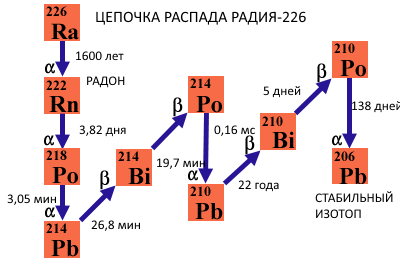 ЦЕПОЧКА РАСПАДА РАДИЯ-226
226
Ra
α
1600 лет
РАДОН
222
Rn
α
3,82 дня
218
Po
α
3,05 мин
214
Pb
β
26,8 мин
214
Bi
β
19,7 мин
214
Po
α
0,16 мс
210
Pb
β
22 года
210
Bi
β
5 дней
210
Po
α
138 дней
206
Pb
СТАБИЛЬНЫЙ
ИЗОТОП